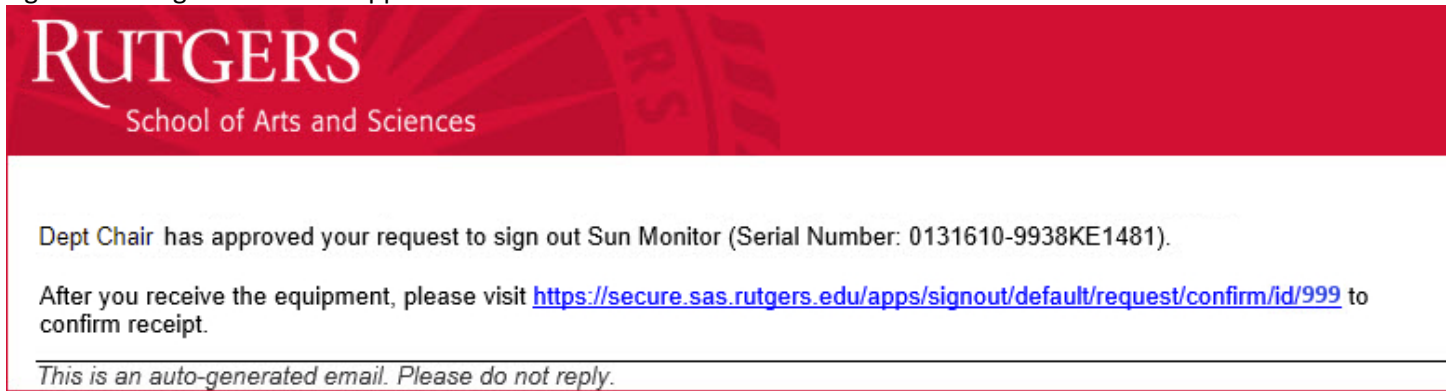 RUTGERS
School of Arts and Sciences
Dept Chair has approved your request to sign out Sun Monitor (Serial Number: 0131610-9938KE1481).
After you receive the equipment, please visit https://secure.sas.rutgers.edu/apps/signout/default/request/confirm/id/999 to
confirm receipt.
This is an auto-generated email. Please do not reply.